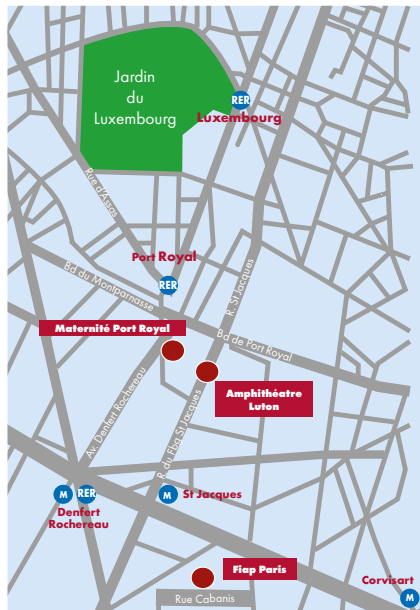 Jardin
du
Luxembourg
RER
Luxembourg
Rue d'Assas
Port Royal
RER
R. St Jacques
Bd du Montparnasse
Maternité Port Royal
Bd de Port Royal
Amphithéatre
Luton
Av. Denfert Rochereau
R. du Fbg St Jacques
M
RER
Denfert
Rochereau
M
St Jacques
Fiap Paris
Rue Cabanis
Corvisart
M